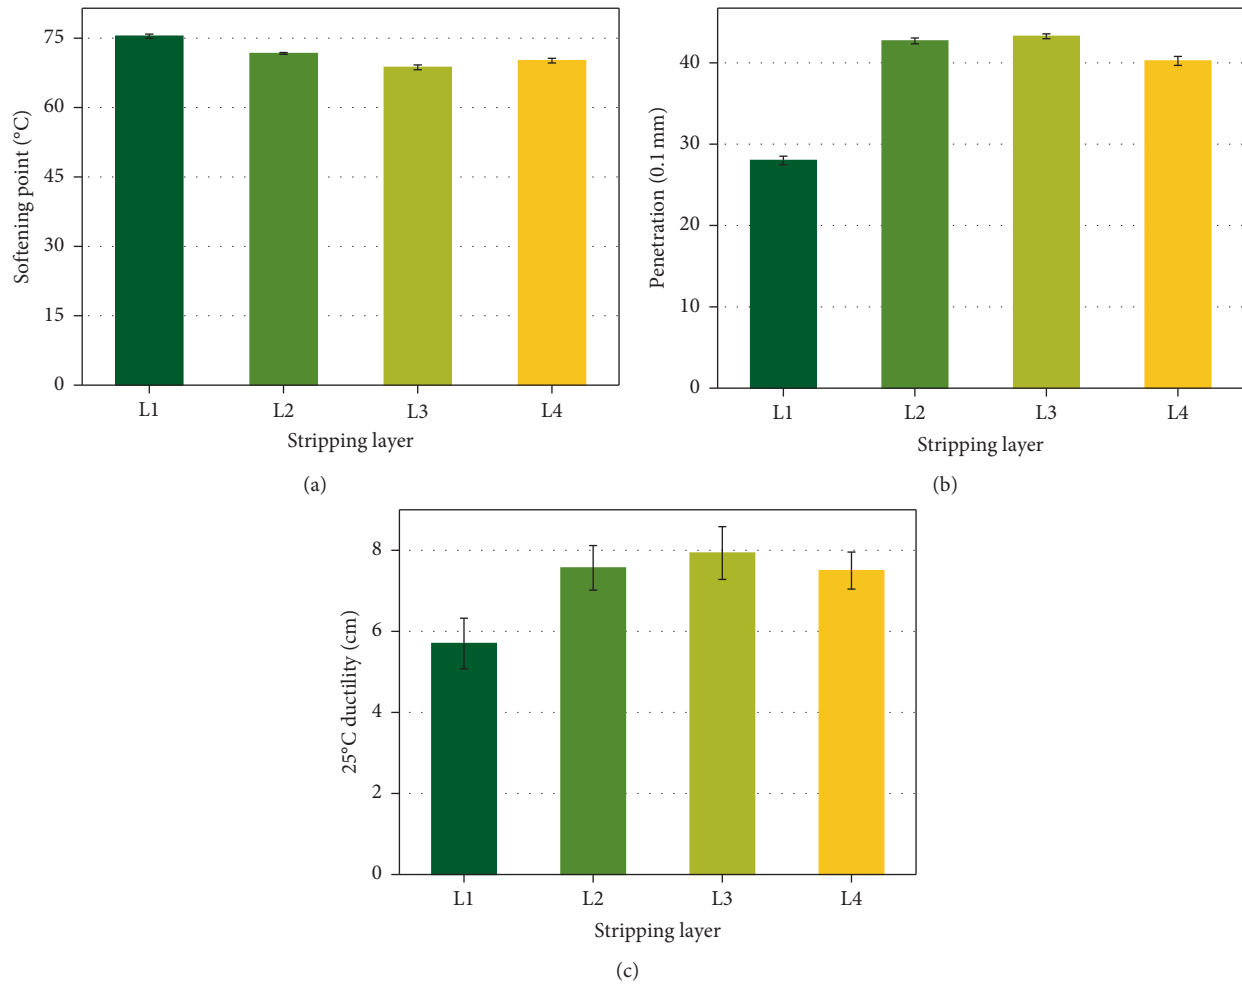 Softening point (°C)
75
60
45
30
15
0
L1 L2 L3 L4
Stripping layer
(a)
Penetration (0.1 mm)
40
30
20
10
0
L1 L2 L3 L4
Stripping layer
(b)
25°C ductility (cm)
8
6
4
2
0
L1 L2 L3 L4
Stripping layer
(c)